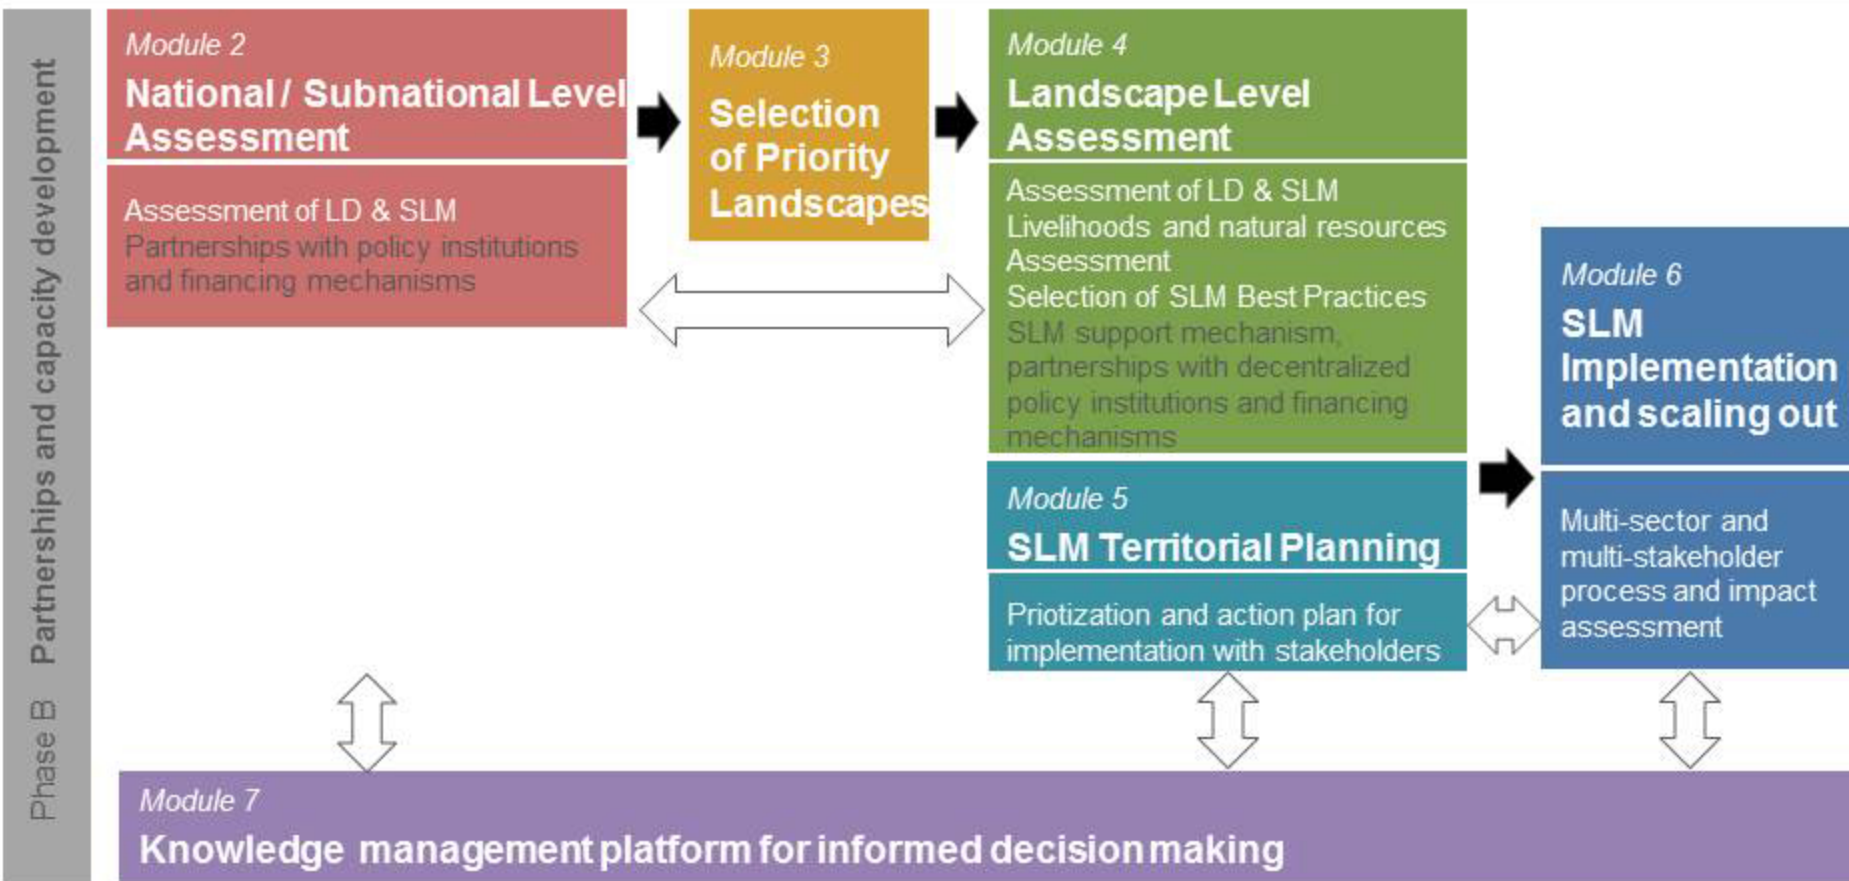 Phase B Partnerships and capacity development
Module 2
National / Subnational Level
Assessment
Assessment of LD & SLM
Partnerships with policy institutions
and financing mechanisms
Module 3
Selection
of Priority
Landscapes
Module 4
Landscape Level
Assessment
Assessment of LD & SLM
Livelihoods and natural resources
Assessment
Selection of SLM Best Practices
SLM support mechanism,
partnerships with decentralized
policy institutions and financing
mechanisms
Module 5
SLM Territorial Planning
Priotization and action plan for
implementation with stakeholders
Module 6
SLM
Implementation
and scaling out
Multi-sector and
multi-stakeholder
process and impact
assessment
Module 7
Knowledge management platform for informed decision making